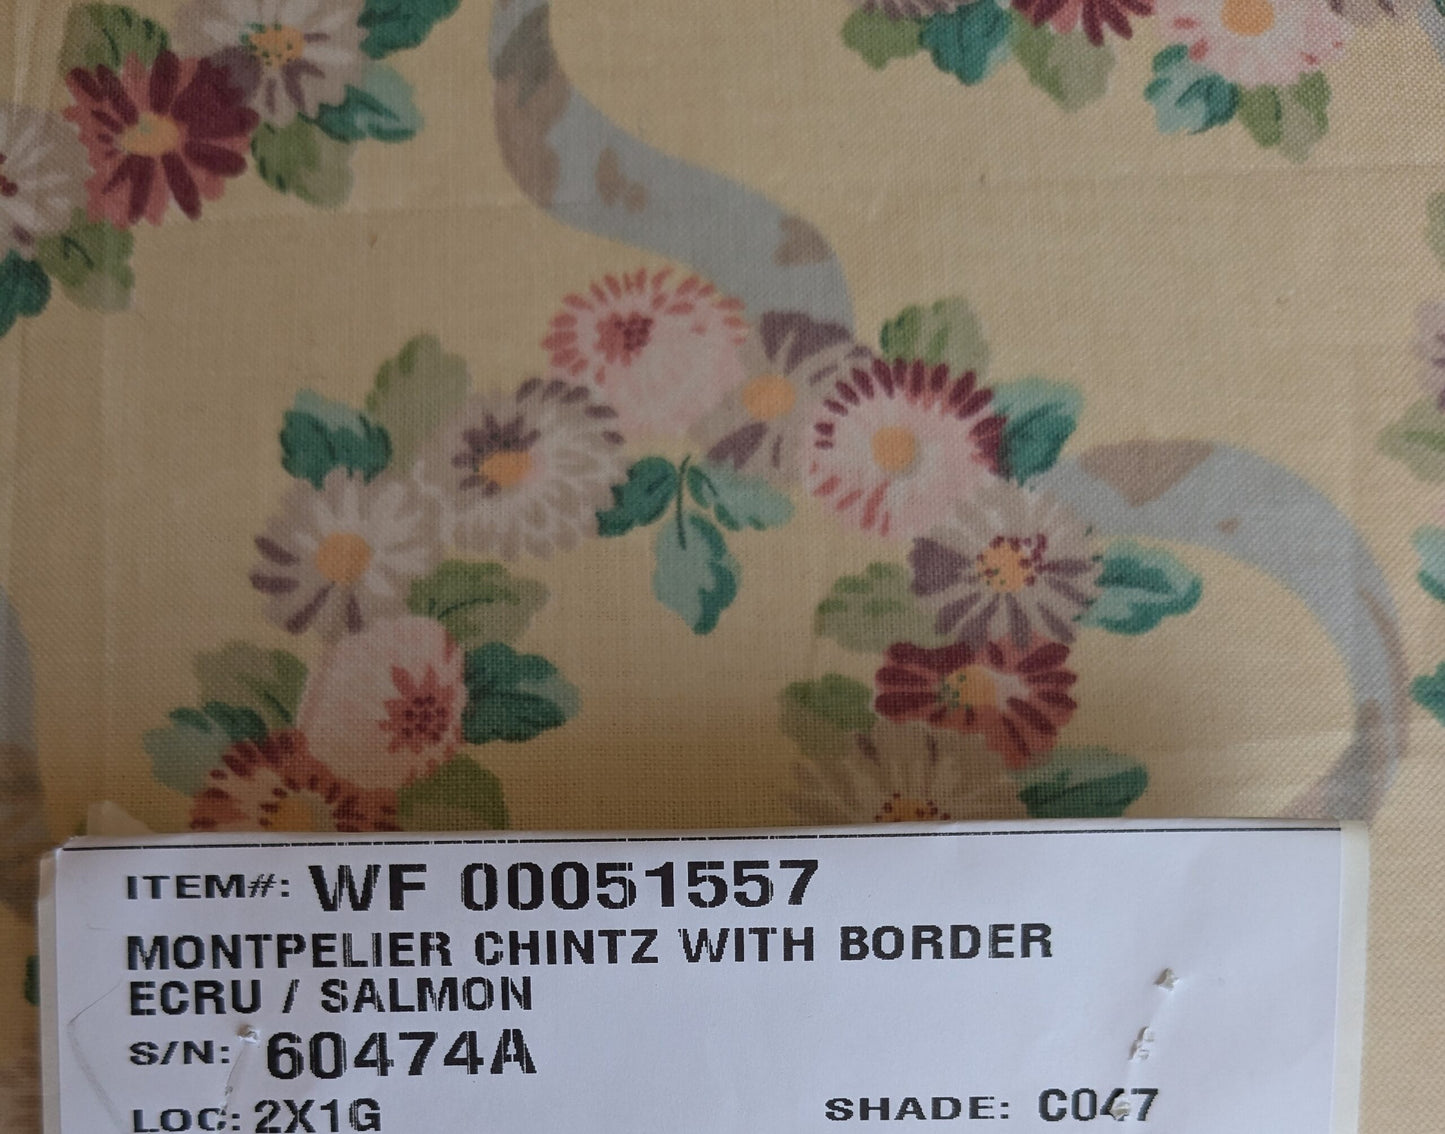 ITEM#: WF 00051557
MONTPELIER CHINTZ WITH BORDER
ECRU / SALMON
S/N: 60474A
LOC: 2X1G SHADE: C047